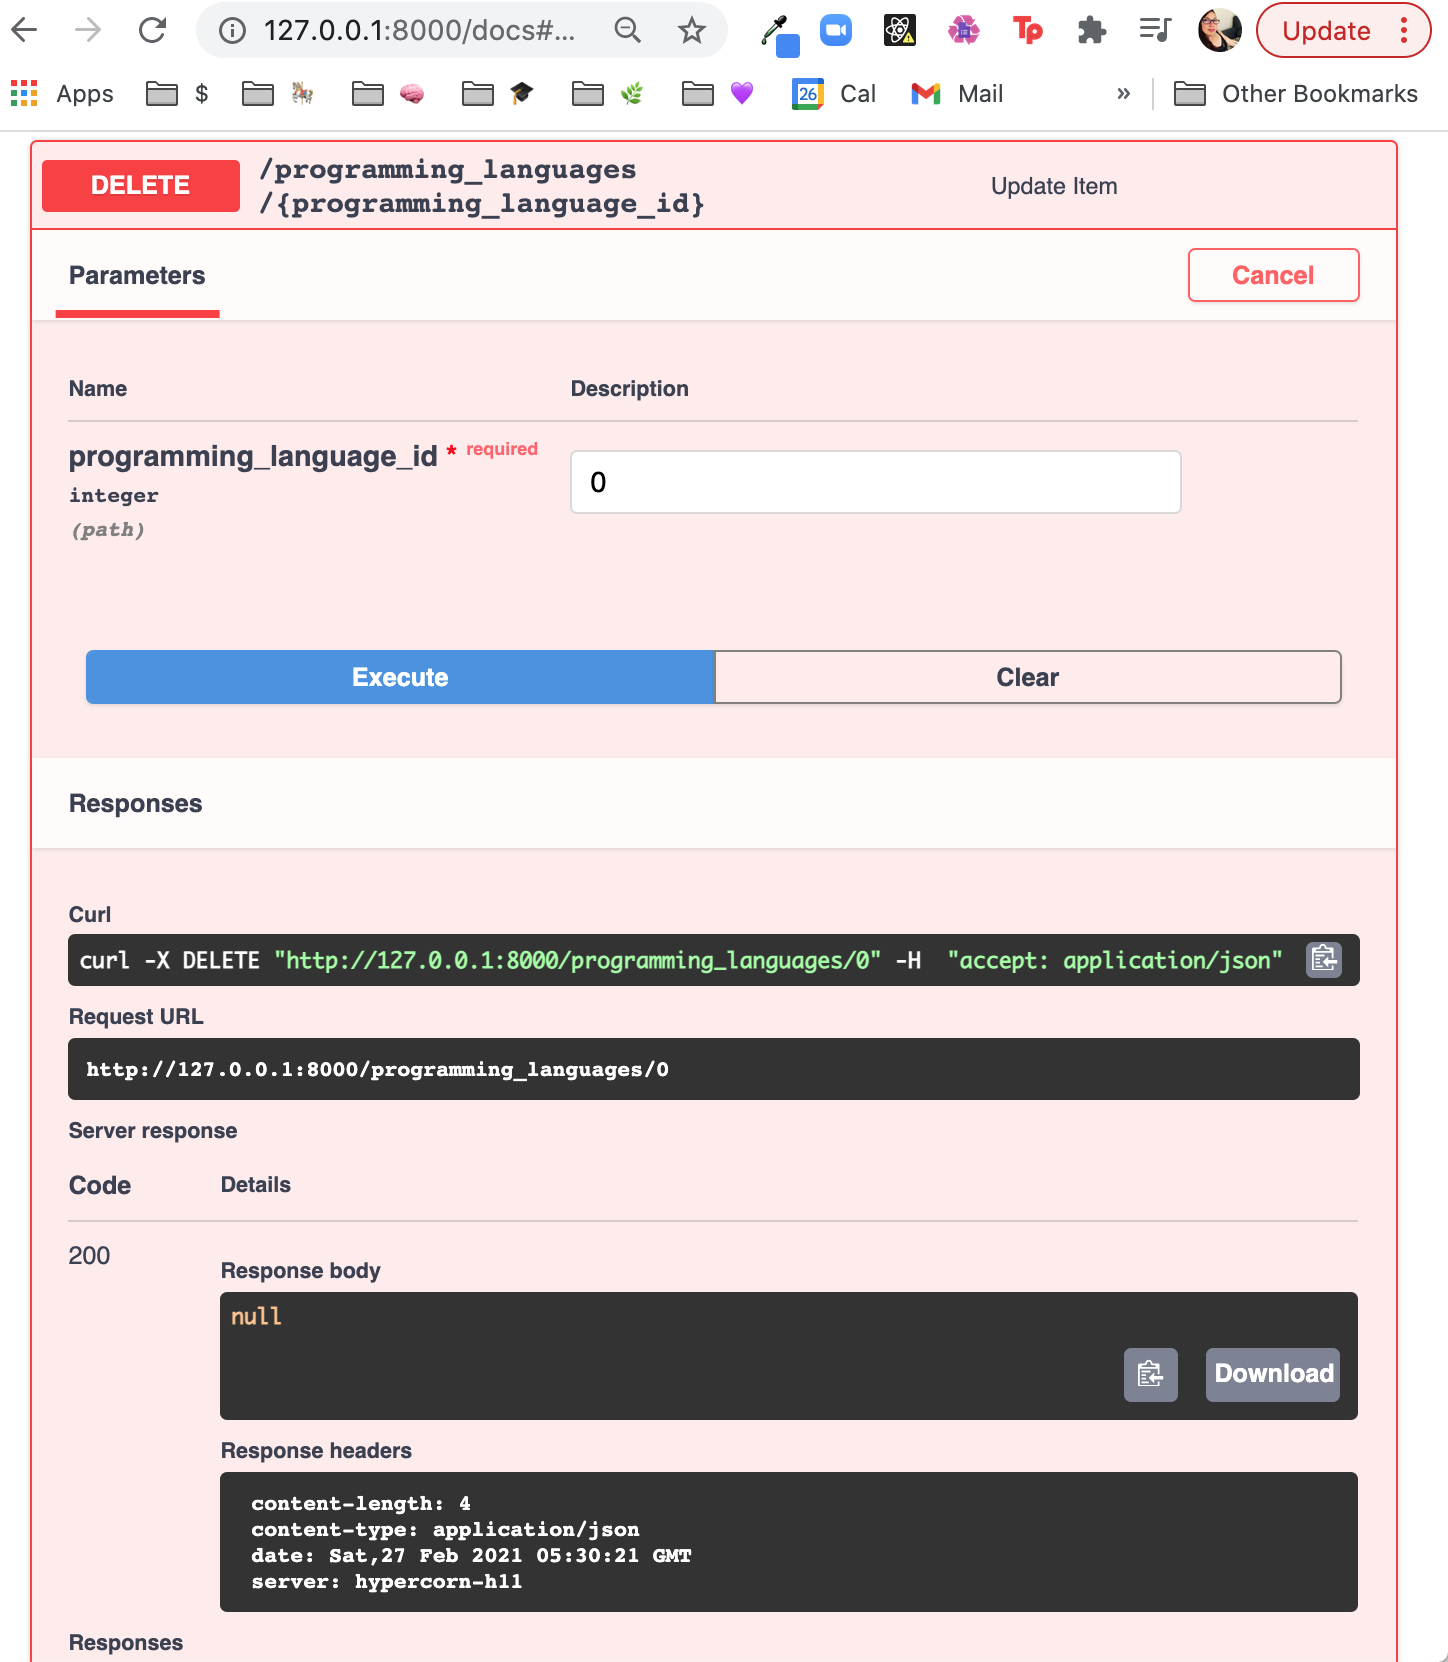 127.0.0.1:8000/docs#...
Tp
Update
Apps
$
26
Cal
Mail
»
Other Bookmarks
DELETE
/programming_languages
/{programming_language_id}
Update Item
Parameters
Cancel
Name
Description
programming_language_id * required
integer
(path)
0
Execute
Clear
Responses
Curl
curl -X DELETE "http://127.0.0.1:8000/programming_languages/0" -H  "accept: application/json"
Request URL
http://127.0.0.1:8000/programming_languages/0
Server response
Code
Details
200
Response body
null
Download
Response headers
content-length: 4
content-type: application/json
date: Sat,27 Feb 2021 05:30:21 GMT
server: hypercorn-h11
Responses